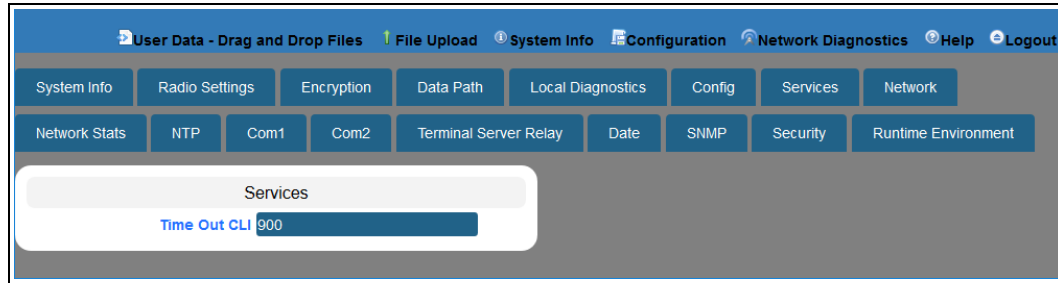 User Data - Drag and Drop Files File Upload System Info Configuration Network Diagnostics Help Logout
System Info Radio Settings Encryption Data Path Local Diagnostics Config Services Network
Network Stats NTP Com1 Com2 Terminal Server Relay Date SNMP Security Runtime Environment
Services
Time Out CLI 900